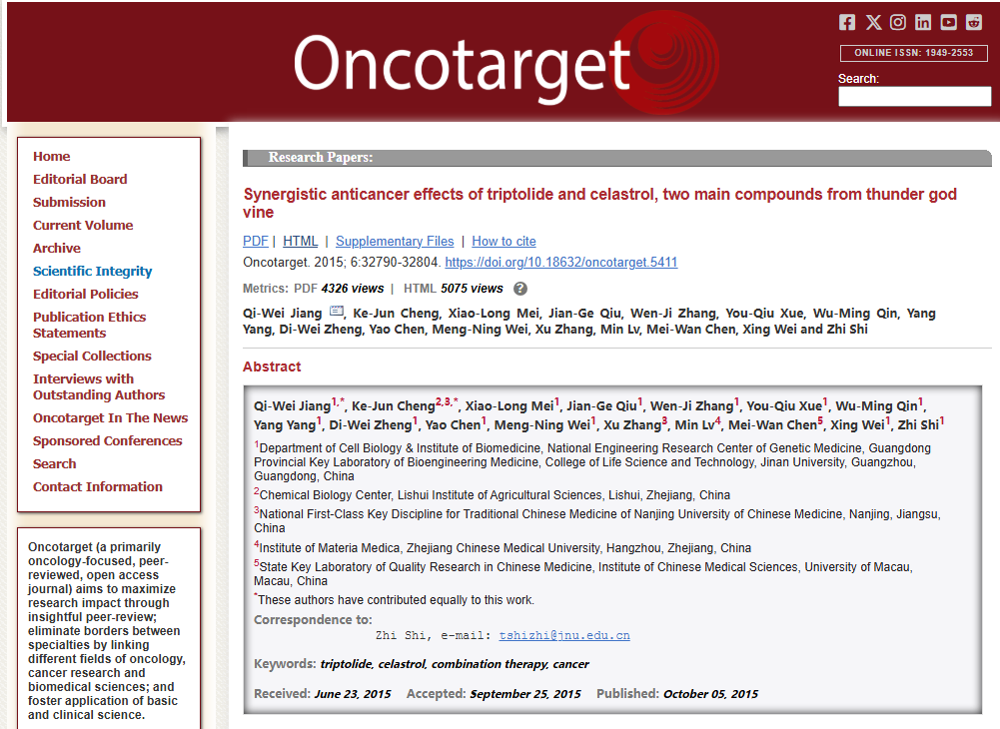 Oncotarget
ONLINE ISSN: 1949-2553
Search:
Home
Editorial Board
Submission
Current Volume
Archive
Scientific Integrity
Editorial Policies
Publication Ethics
Statements
Special Collections
Interviews with
Outstanding Authors
Oncotarget In The News
Sponsored Conferences
Search
Contact Information
Oncotarget (a primarily
oncology-focused, peer-
reviewed, open access
journal) aims to maximize
research impact through
insightful peer-review;
eliminate borders between
specialties by linking
different fields of oncology,
cancer research and
biomedical sciences; and
foster application of basic
and clinical science.
Research Papers:
Synergistic anticancer effects of triptolide and celastrol, two main compounds from thunder god
vine
PDF | HTML | Supplementary Files | How to cite
Oncotarget. 2015; 6:32790-32804. https://doi.org/10.18632/oncotarget.5411
Metrics: PDF 4326 views | HTML 5075 views ?
Qi-Wei Jiang, Ke-Jun Cheng, Xiao-Long Mei, Jian-Ge Qiu, Wen-Ji Zhang, You-Qiu Xue, Wu-Ming Qin, Yang
Yang, Di-Wei Zheng, Yao Chen, Meng-Ning Wei, Xu Zhang, Min Lv, Mei-Wan Chen, Xing Wei and Zhi Shi
Abstract
Qi-Wei Jiang1,*, Ke-Jun Cheng2,3,*, Xiao-Long Mei1, Jian-Ge Qiu1, Wen-Ji Zhang1, You-Qiu Xue1, Wu-Ming Qin1,
Yang Yang1, Di-Wei Zheng1, Yao Chen1, Meng-Ning Wei1, Xu Zhang3, Min Lv4, Mei-Wan Chen5, Xing Wei1, Zhi Shi1
1Department of Cell Biology & Institute of Biomedicine, National Engineering Research Center of Genetic Medicine, Guangdong
Provincial Key Laboratory of Bioengineering Medicine, College of Life Science and Technology, Jinan University, Guangzhou,
Guangdong, China
2Chemical Biology Center, Lishui Institute of Agricultural Sciences, Lishui, Zhejiang, China
3National First-Class Key Discipline for Traditional Chinese Medicine of Nanjing University of Chinese Medicine, Nanjing, Jiangsu,
China
4Institute of Materia Medica, Zhejiang Chinese Medical University, Hangzhou, Zhejiang, China
5State Key Laboratory of Quality Research in Chinese Medicine, Institute of Chinese Medical Sciences, University of Macau,
Macau, China
*These authors have contributed equally to this work.
Correspondence to:
Zhi Shi, e-mail: tshizhi@jnu.edu.cn
Keywords: triptolide, celastrol, combination therapy, cancer
Received: June 23, 2015 Accepted: September 25, 2015 Published: October 05, 2015